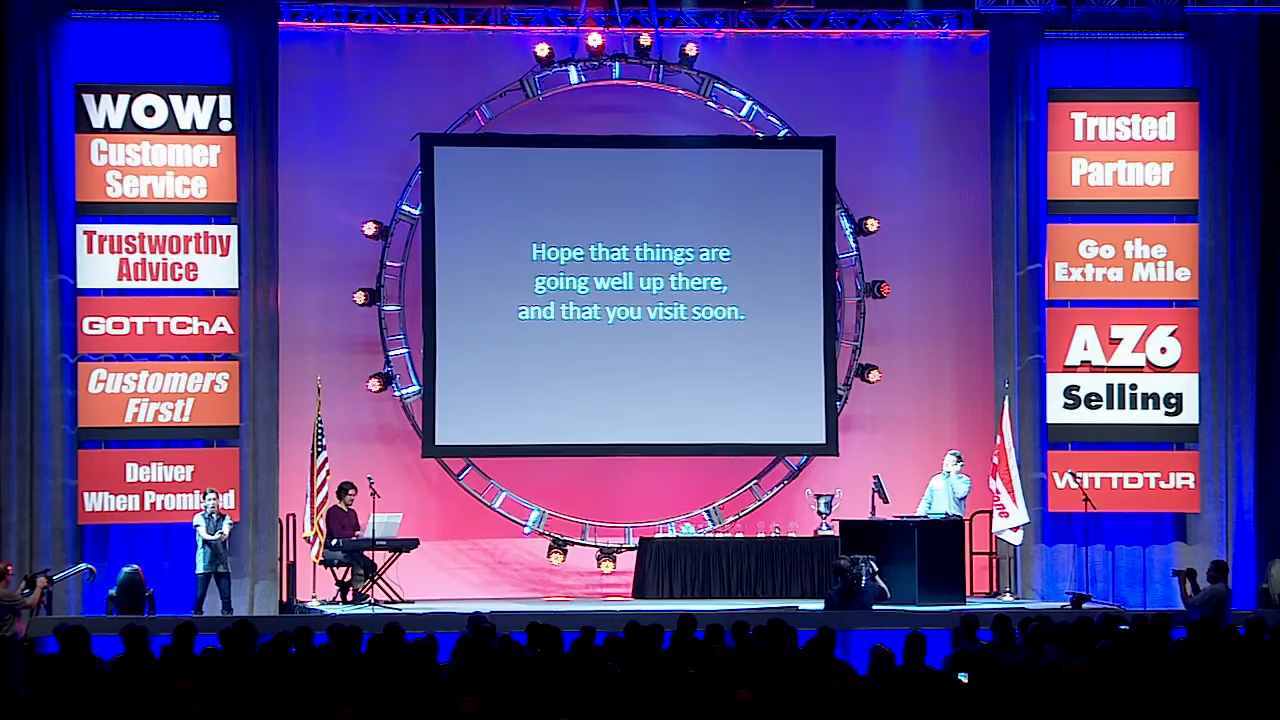 WOW!
Customer
Service
Trustworthy
Advice
GOTTChA
Customers
First!
Deliver
When Promised
Hope that things are
going well up there,
and that you visit soon.
Trusted
Partner
Go the
Extra Mile
AZ6
Selling
WITTDTJR